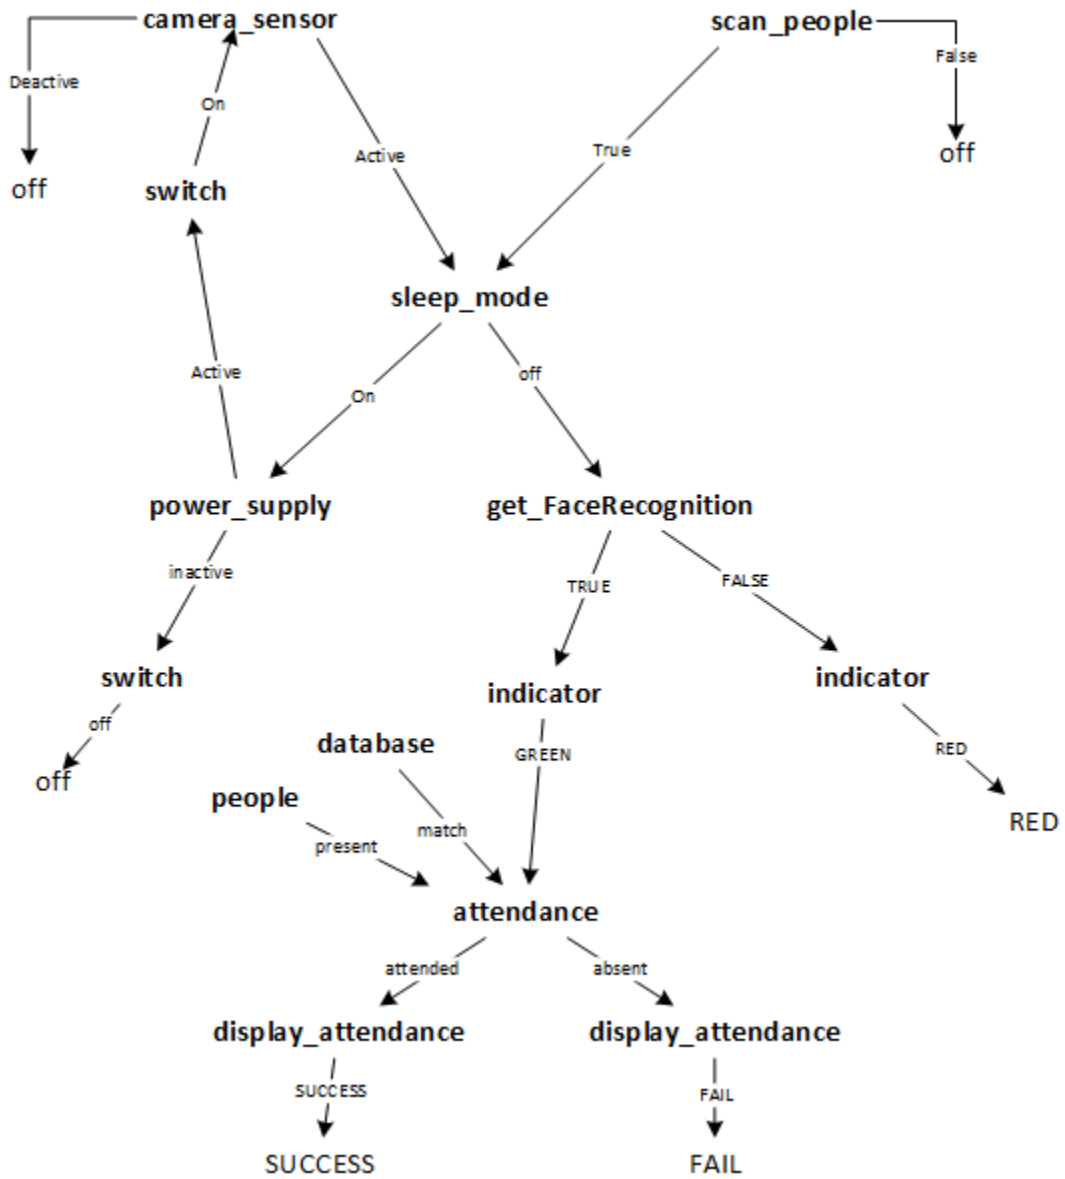 camera_sensor
scan_people
Deactive
False
On
Active
True
off
off
switch
sleep_mode
Active
On
off
power_supply
get_FaceRecognition
inactive
TRUE
FALSE
switch
indicator
indicator
off
database
GREEN
RED
off
people
match
present
RED
attendance
attended
absent
display_attendance
display_attendance
SUCCESS
FAIL
SUCCESS
FAIL